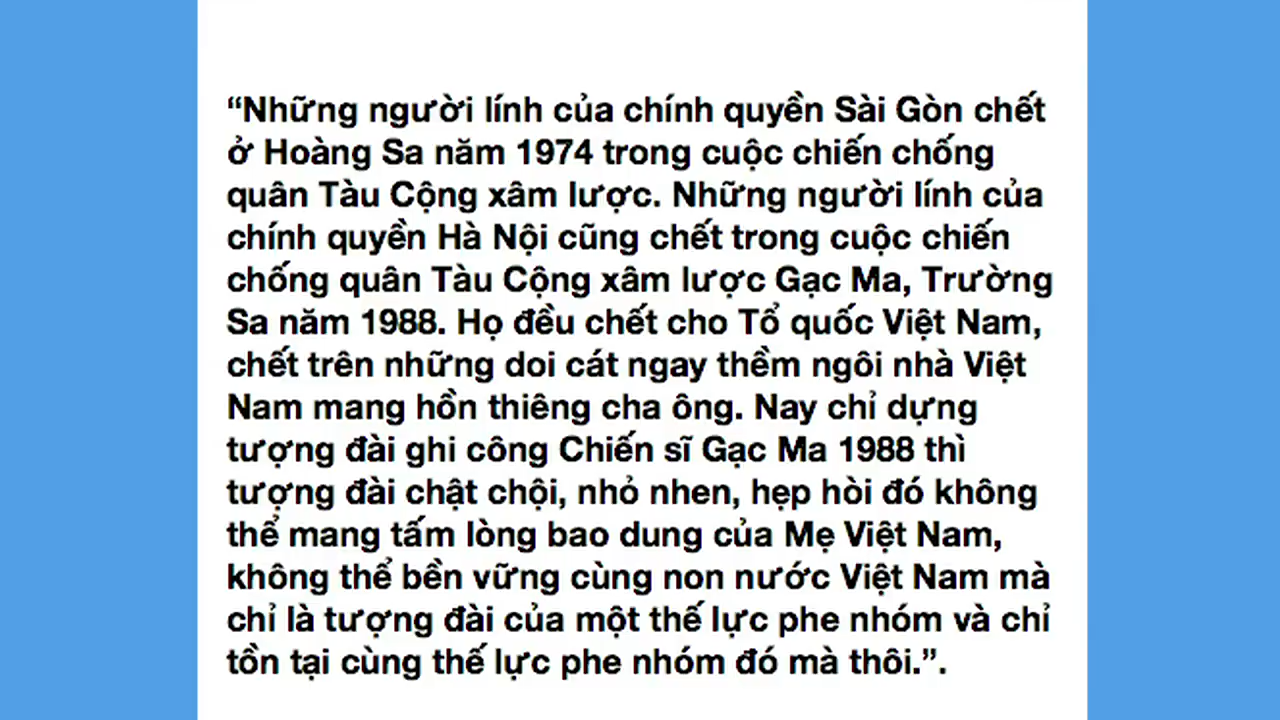 “Những người lính của chính quyền Sài Gòn chết
ở Hoàng Sa năm 1974 trong cuộc chiến chống
quân Tàu Cộng xâm lược. Những người lính của
chính quyền Hà Nội cũng chết trong cuộc chiến
chống quân Tàu Cộng xâm lược Gạc Ma, Trường
Sa năm 1988. Họ đều chết cho Tổ quốc Việt Nam,
chết trên những doi cát ngay thềm ngôi nhà Việt
Nam mang hồn thiêng cha ông. Nay chỉ dựng
tượng đài ghi công Chiến sĩ Gạc Ma 1988 thì
tượng đài chật chội, nhỏ nhen, hẹp hòi đó không
thể mang tấm lòng bao dung của Mẹ Việt Nam,
không thể bền vững cùng non nước Việt Nam mà
chỉ là tượng đài của một thế lực phe nhóm và chỉ
tồn tại cùng thế lực phe nhóm đó mà thôi.”.